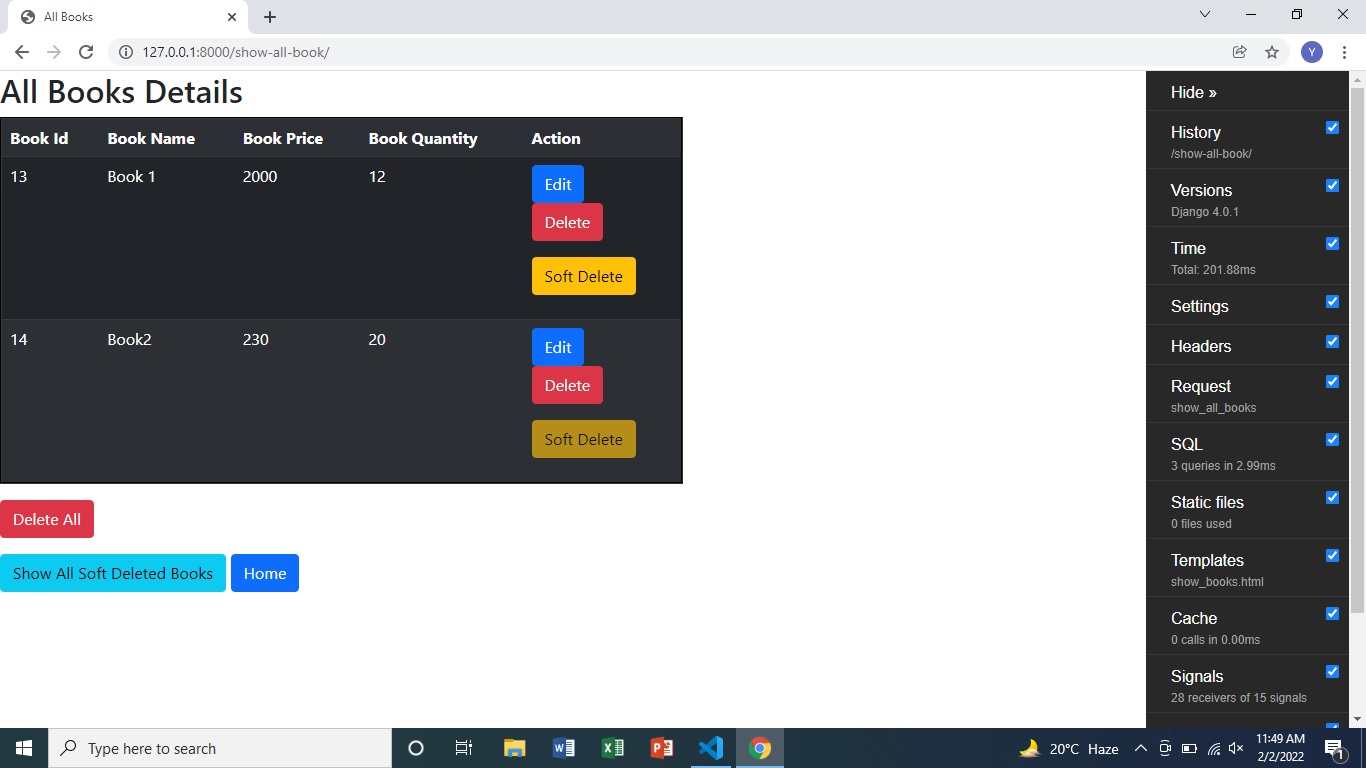 All Books
127.0.0.1:8000/show-all-book/
Y
All Books Details
Book Id Book Name Book Price Book Quantity Action
13 Book 1 2000 12 Edit
Delete
Soft Delete
14 Book2 230 20 Edit
Delete
Soft Delete
Delete All
Show All Soft Deleted Books Home
Hide »
History
/show-all-book/
Versions
Django 4.0.1
Time
Total: 201.88ms
Settings
Headers
Request
show_all_books
SQL
3 queries in 2.99ms
Static files
0 files used
Templates
show_books.html
Cache
0 calls in 0.00ms
Signals
28 receivers of 15 signals
Type here to search
20°C Haze
11:49 AM
2/2/2022
1